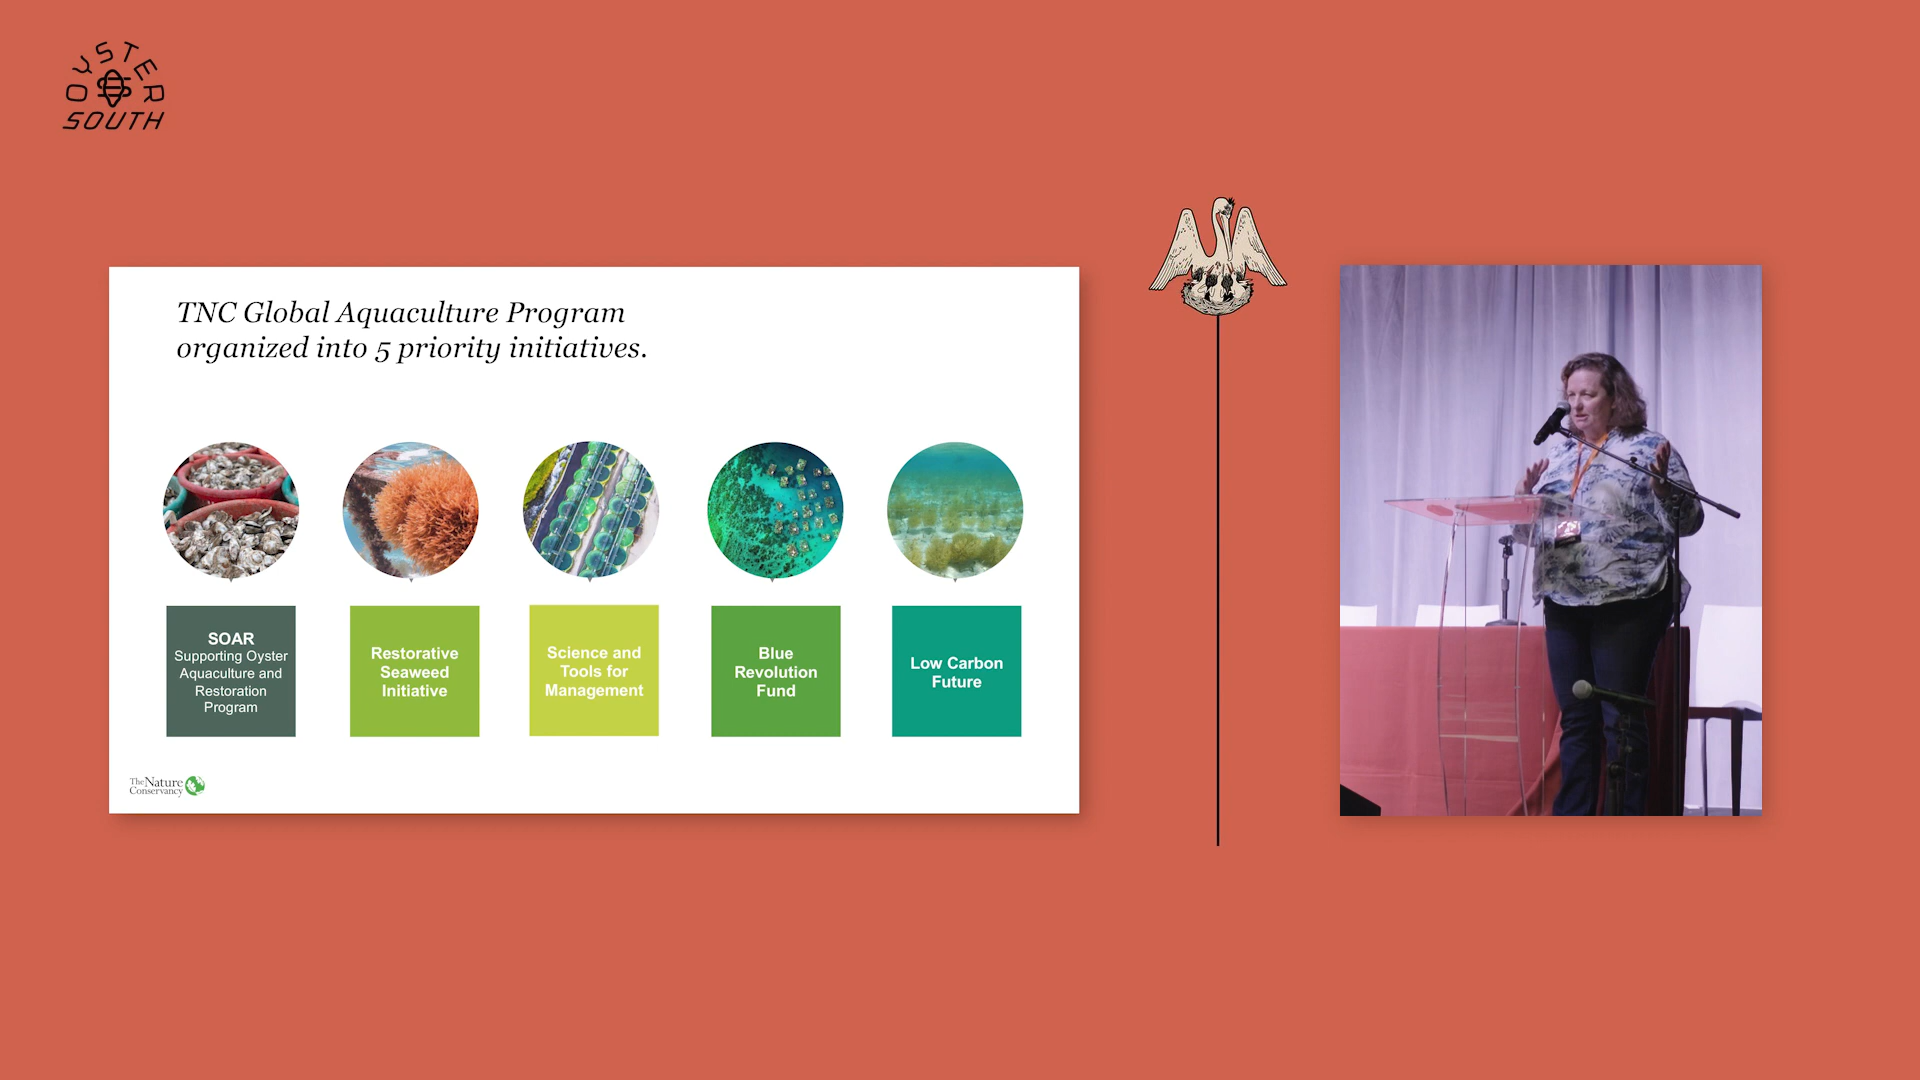 OYSTER
SOUTH
TNC Global Aquaculture Program
organized into 5 priority initiatives.
SOAR
Supporting Oyster
Aquaculture and
Restoration
Program
Restorative
Seaweed
Initiative
Science and
Tools for
Management
Blue
Revolution
Fund
Low Carbon
Future
The Nature
Conservancy